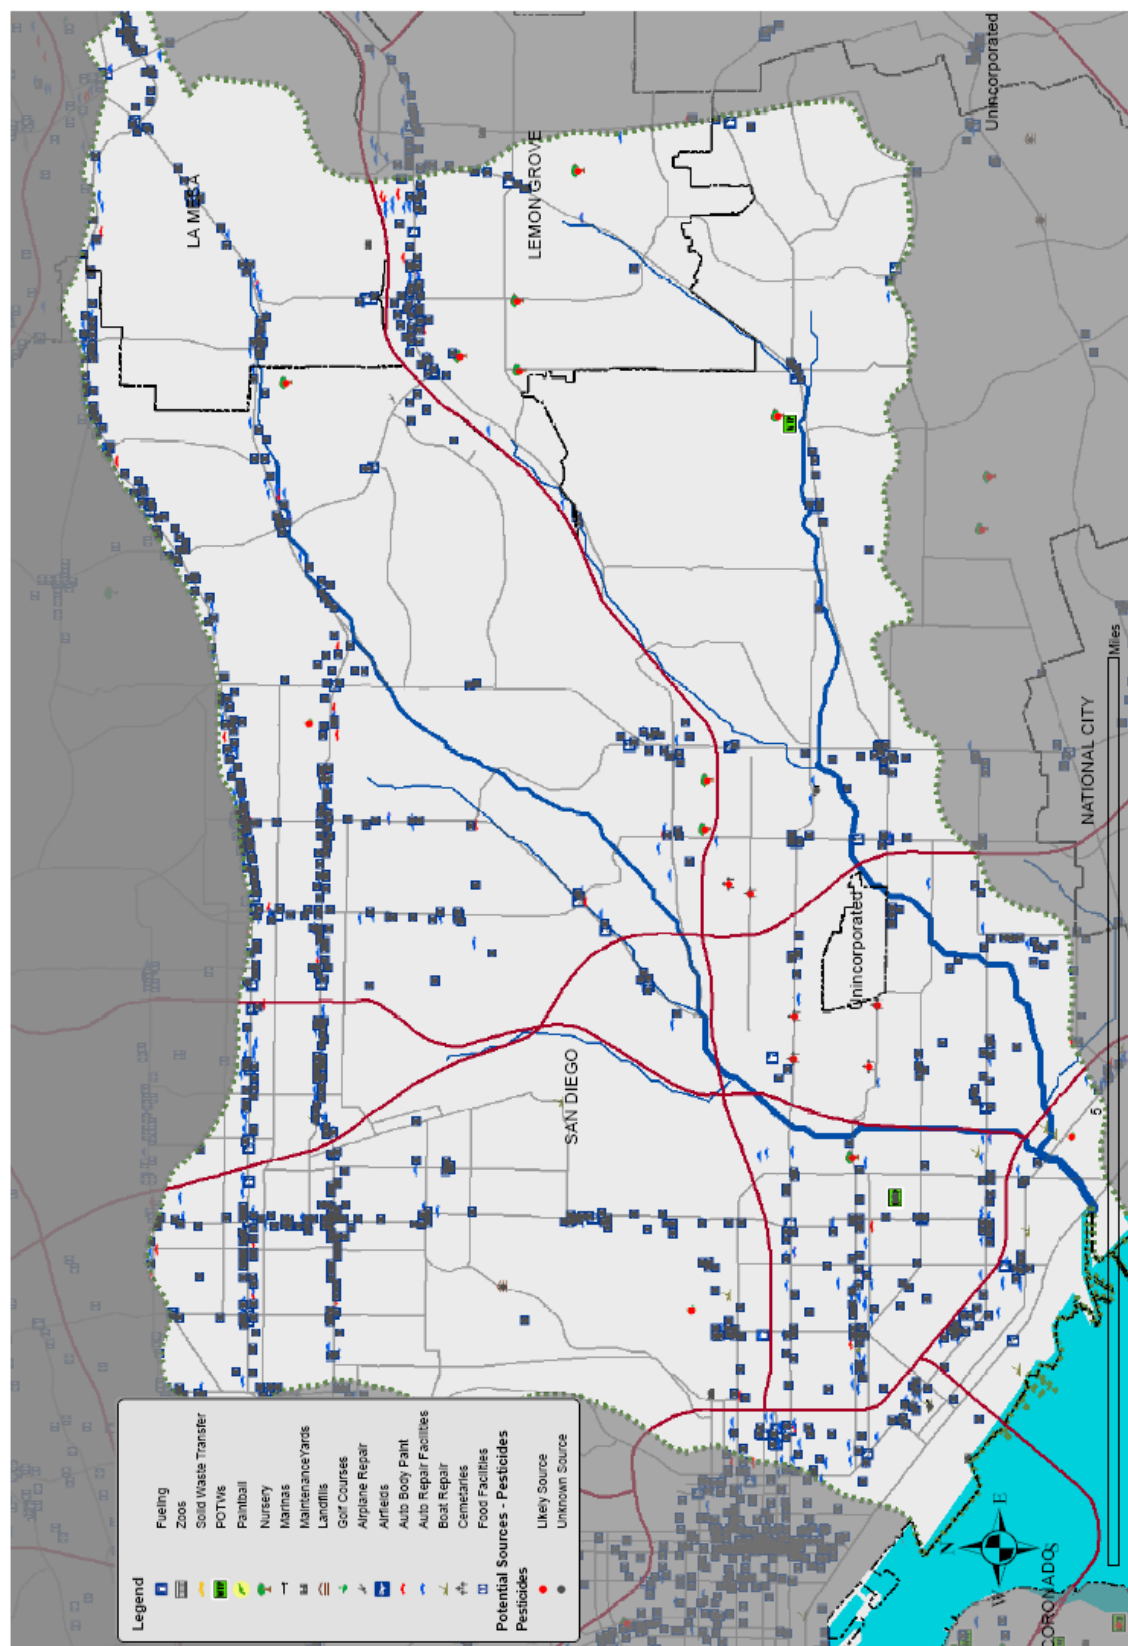 Unincorporated
LA MESA
LEMON GROVE
NATIONAL CITY
Miles
Unincorporated
SAN DIEGO
5
Legend
Fueling
Zoos
Solid Waste Transfer
POTWs
Paintball
Nursery
Marinas
MaintenanceYards
Landfills
Golf Courses
Airplane Repair
Airfields
Auto Body Paint
Auto Repair Facilities
Boat Repair
Cemetaries
Food Facilities
Potential Sources - Pesticides
Pesticides
Likely Source
Unknown Source
N
E
S
W
CORONADO